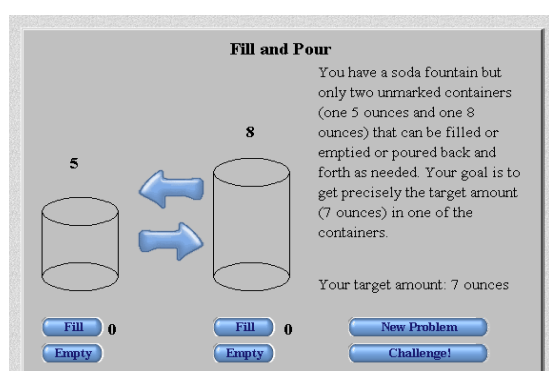 Fill and Pour
You have a soda fountain but
only two unmarked containers
(one 5 ounces and one 8
ounces) that can be filled or
emptied or poured back and
forth as needed. Your goal is to
get precisely the target amount
(7 ounces) in one of the
containers.
Your target amount: 7 ounces
5
8
Fill 0
Fill 0
New Problem
Empty
Empty
Challenge!